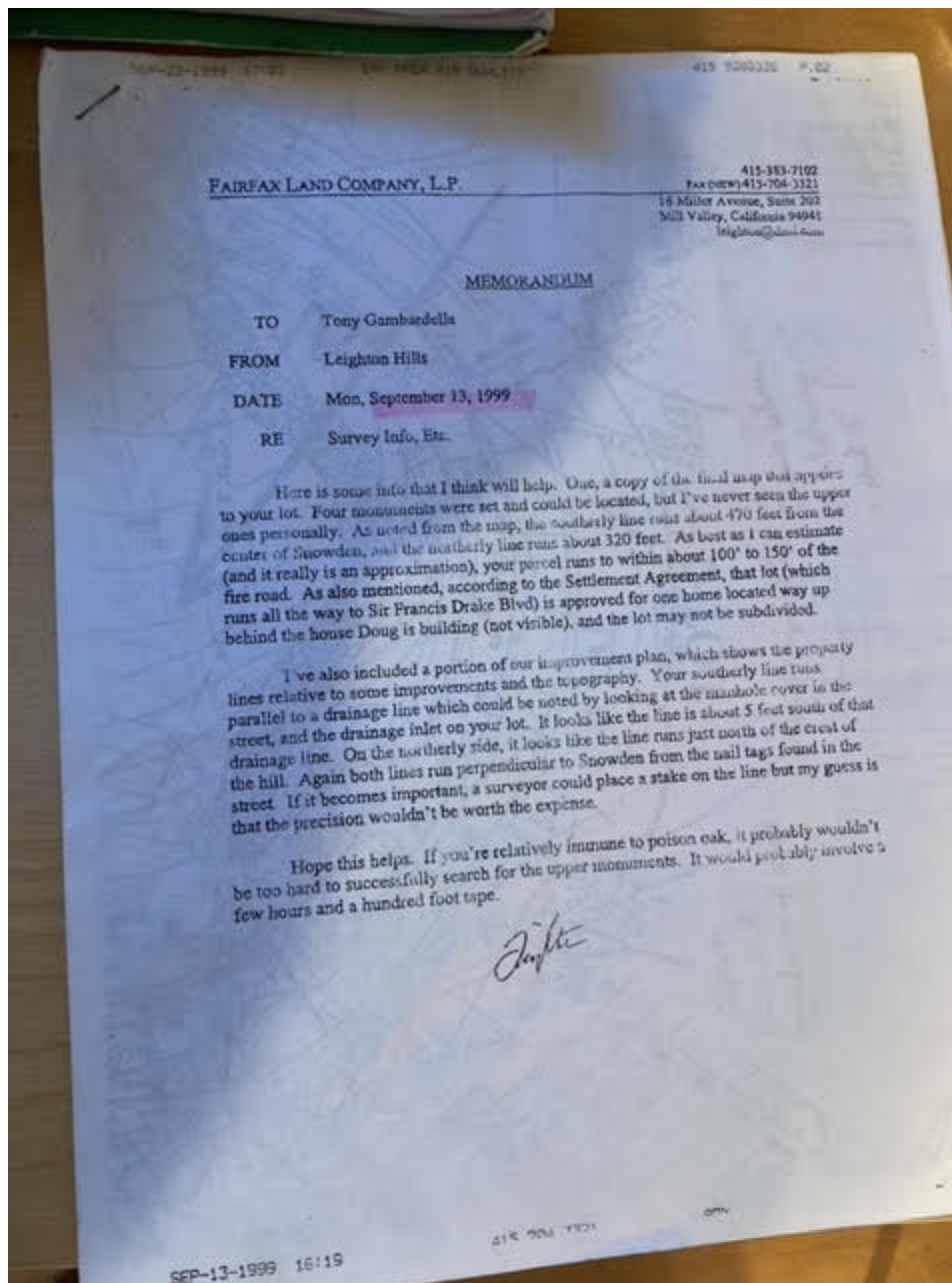 SEP-22-1999
P.02
FAIRFAX LAND COMPANY, L.P.
415-383-7102
FAX (NEW) 415-704-3321
16 Miller Avenue, Suite 202
Mill Valley, California 94941
MEMORANDUM
TO Tony Gambardella
FROM Leighton Hills
DATE Mon, September 13, 1999
RE Survey Info, Etc.
Here is some info that I think will help. One, a copy of the final map that appears
to your lot. Four monuments were set and could be located, but I've never seen the upper
ones personally. As noted from the map, the southerly line runs about 470 feet from the
center of Snowden, and the northerly line runs about 320 feet. As best as I can estimate
(and it really is an approximation), your parcel runs to within about 100' to 150' of the
fire road. As also mentioned, according to the Settlement Agreement, that lot (which
runs all the way to Sir Francis Drake Blvd) is approved for one home located way up
behind the house Doug is building (not visible), and the lot may not be subdivided.
I've also included a portion of our improvement plan, which shows the property
lines relative to some improvements and the topography. Your southerly line runs
parallel to a drainage line which could be noted by looking at the manhole cover in the
street, and the drainage inlet on your lot. It looks like the line is about 5 feet south of that
drainage line. On the northerly side, it looks like the line runs just north of the crest of
the hill. Again both lines run perpendicular to Snowden from the nail tags found in the
street. If it becomes important, a surveyor could place a stake on the line but my guess is
that the precision wouldn't be worth the expense.
Hope this helps. If you're relatively immune to poison oak, it probably wouldn't
be too hard to successfully search for the upper monuments. It would probably involve a
few hours and a hundred foot tape.
SEP-13-1999 16:19